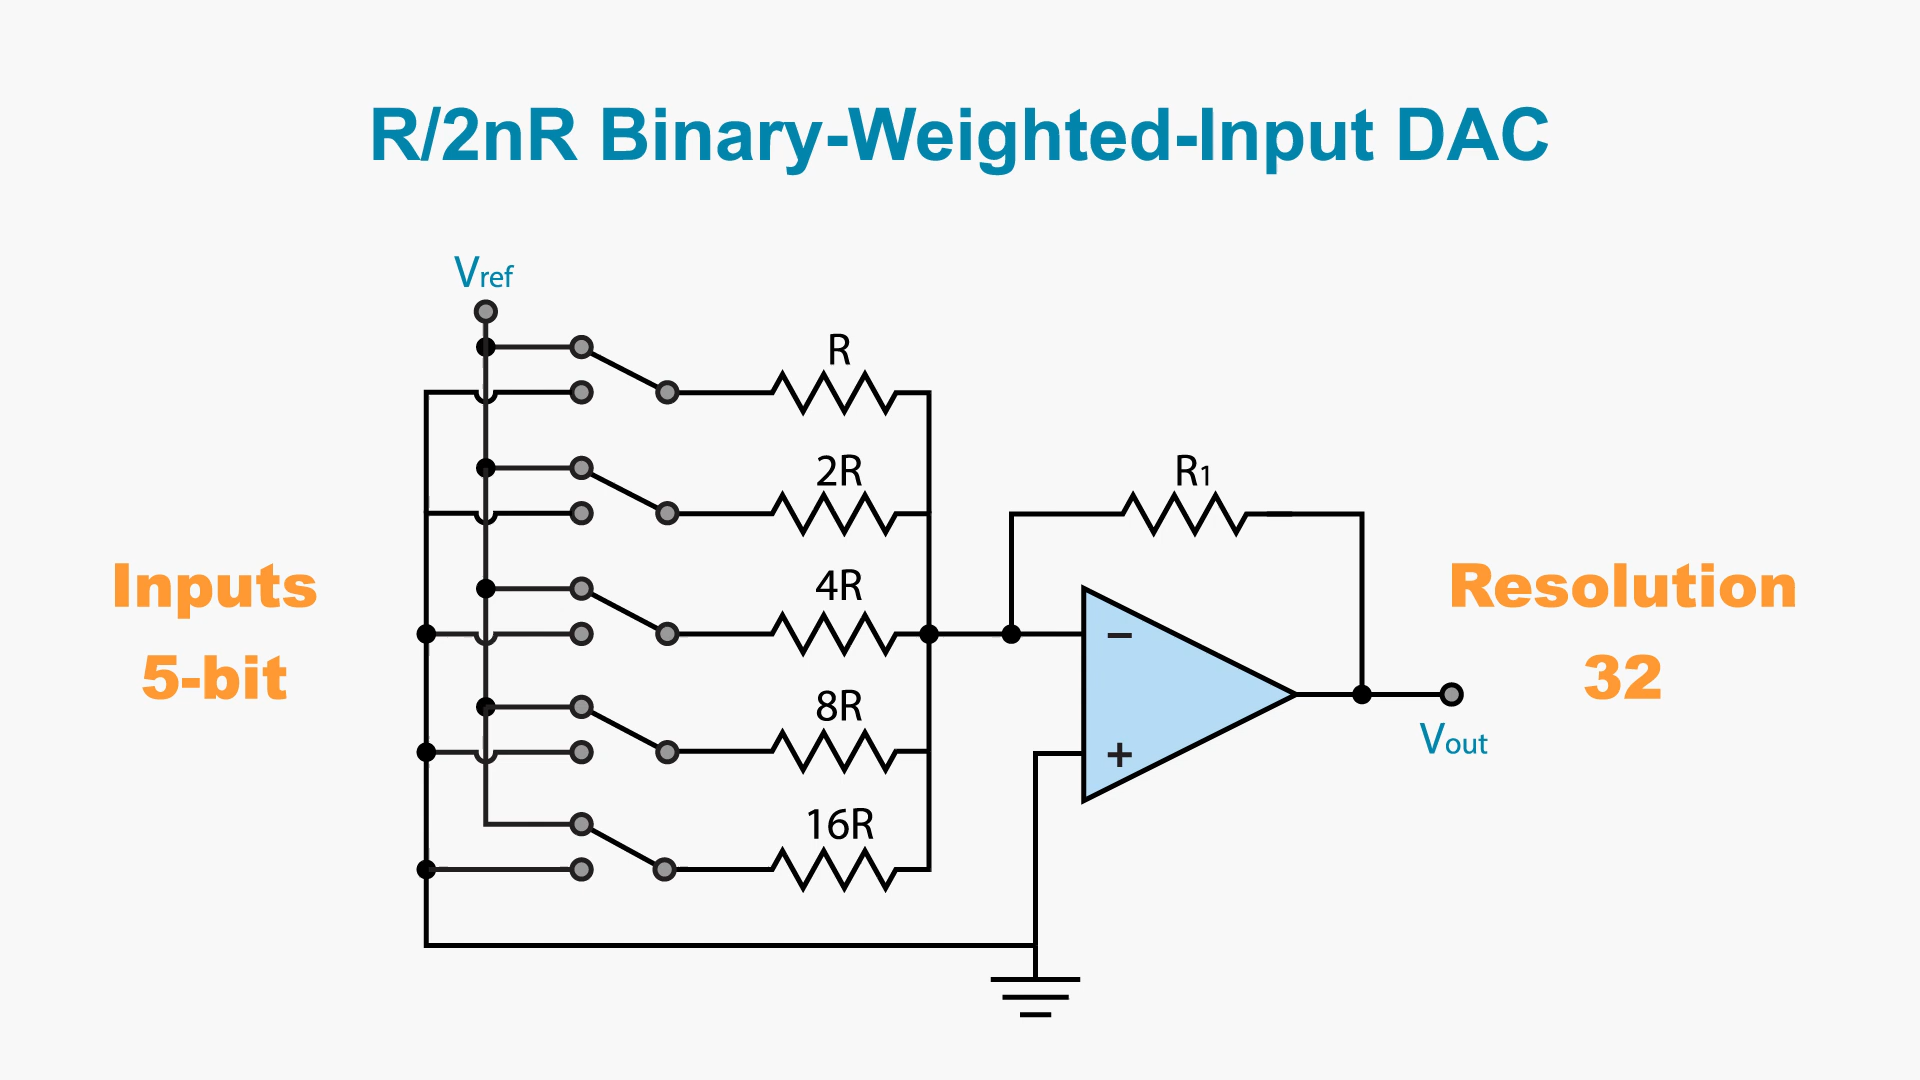 R/2nR Binary-Weighted-Input DAC
Vref
R
2R
R1
4R
Inputs
5-bit
Resolution
32
−
8R
Vout
+
16R